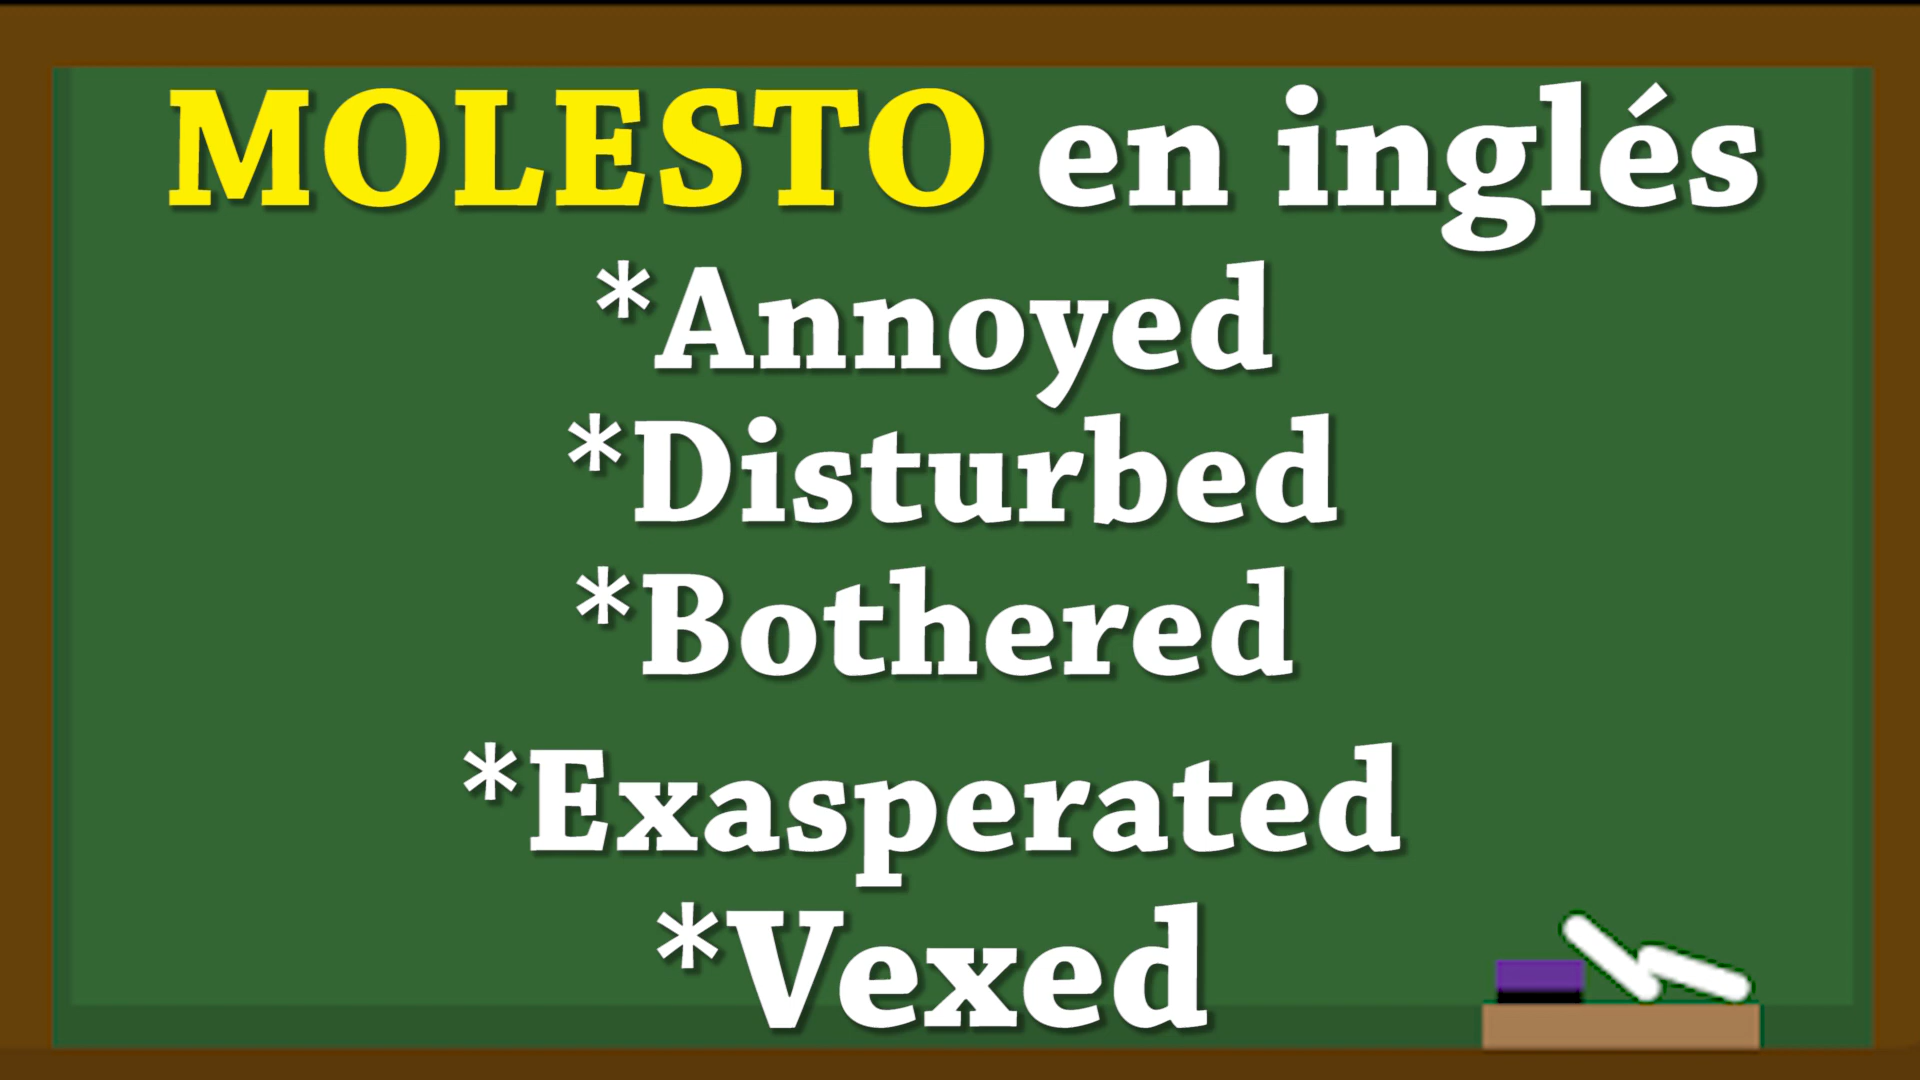 MOLESTO en inglés
*Annoyed
*Disturbed
*Bothered
*Exasperated
*Vexed